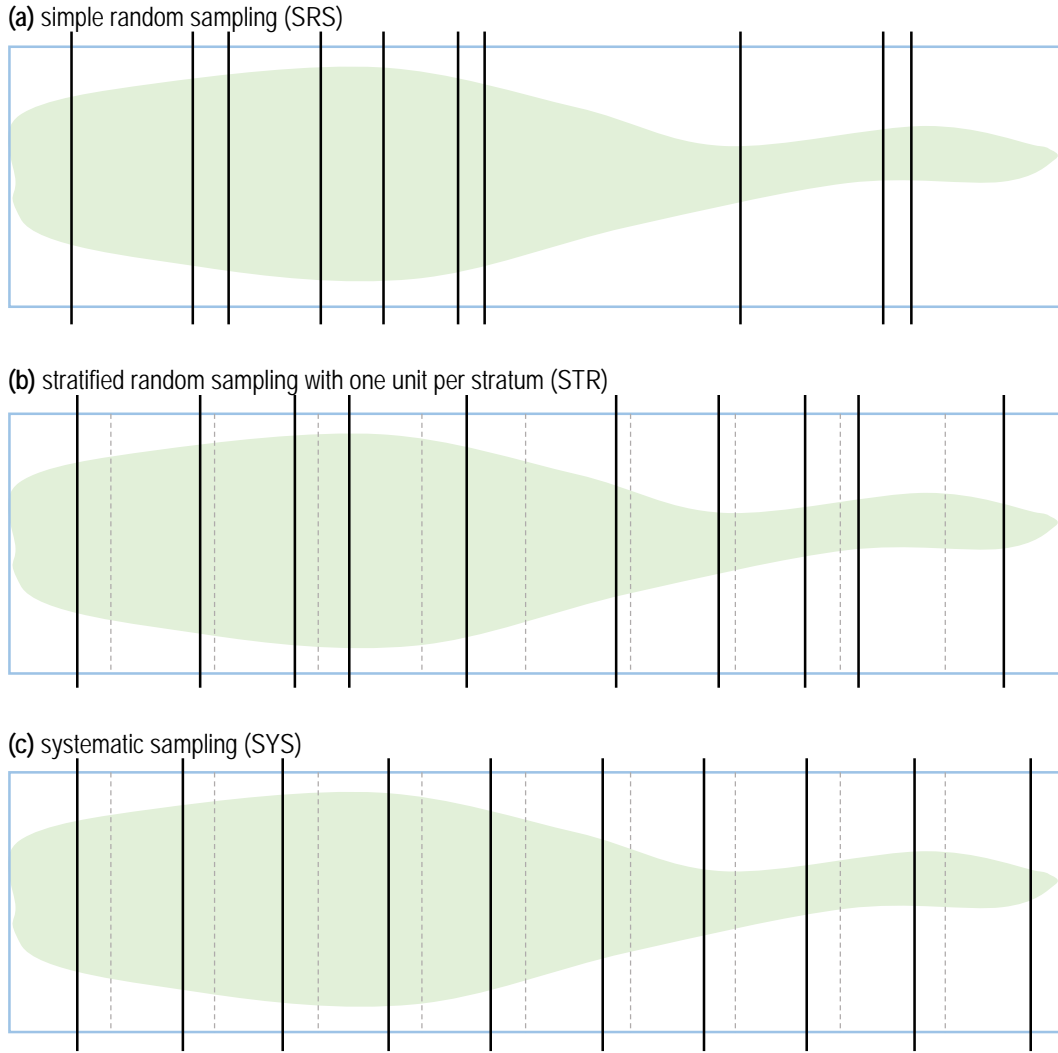 (a) simple random sampling (SRS)
(b) stratified random sampling with one unit per stratum (STR)
(c) systematic sampling (SYS)